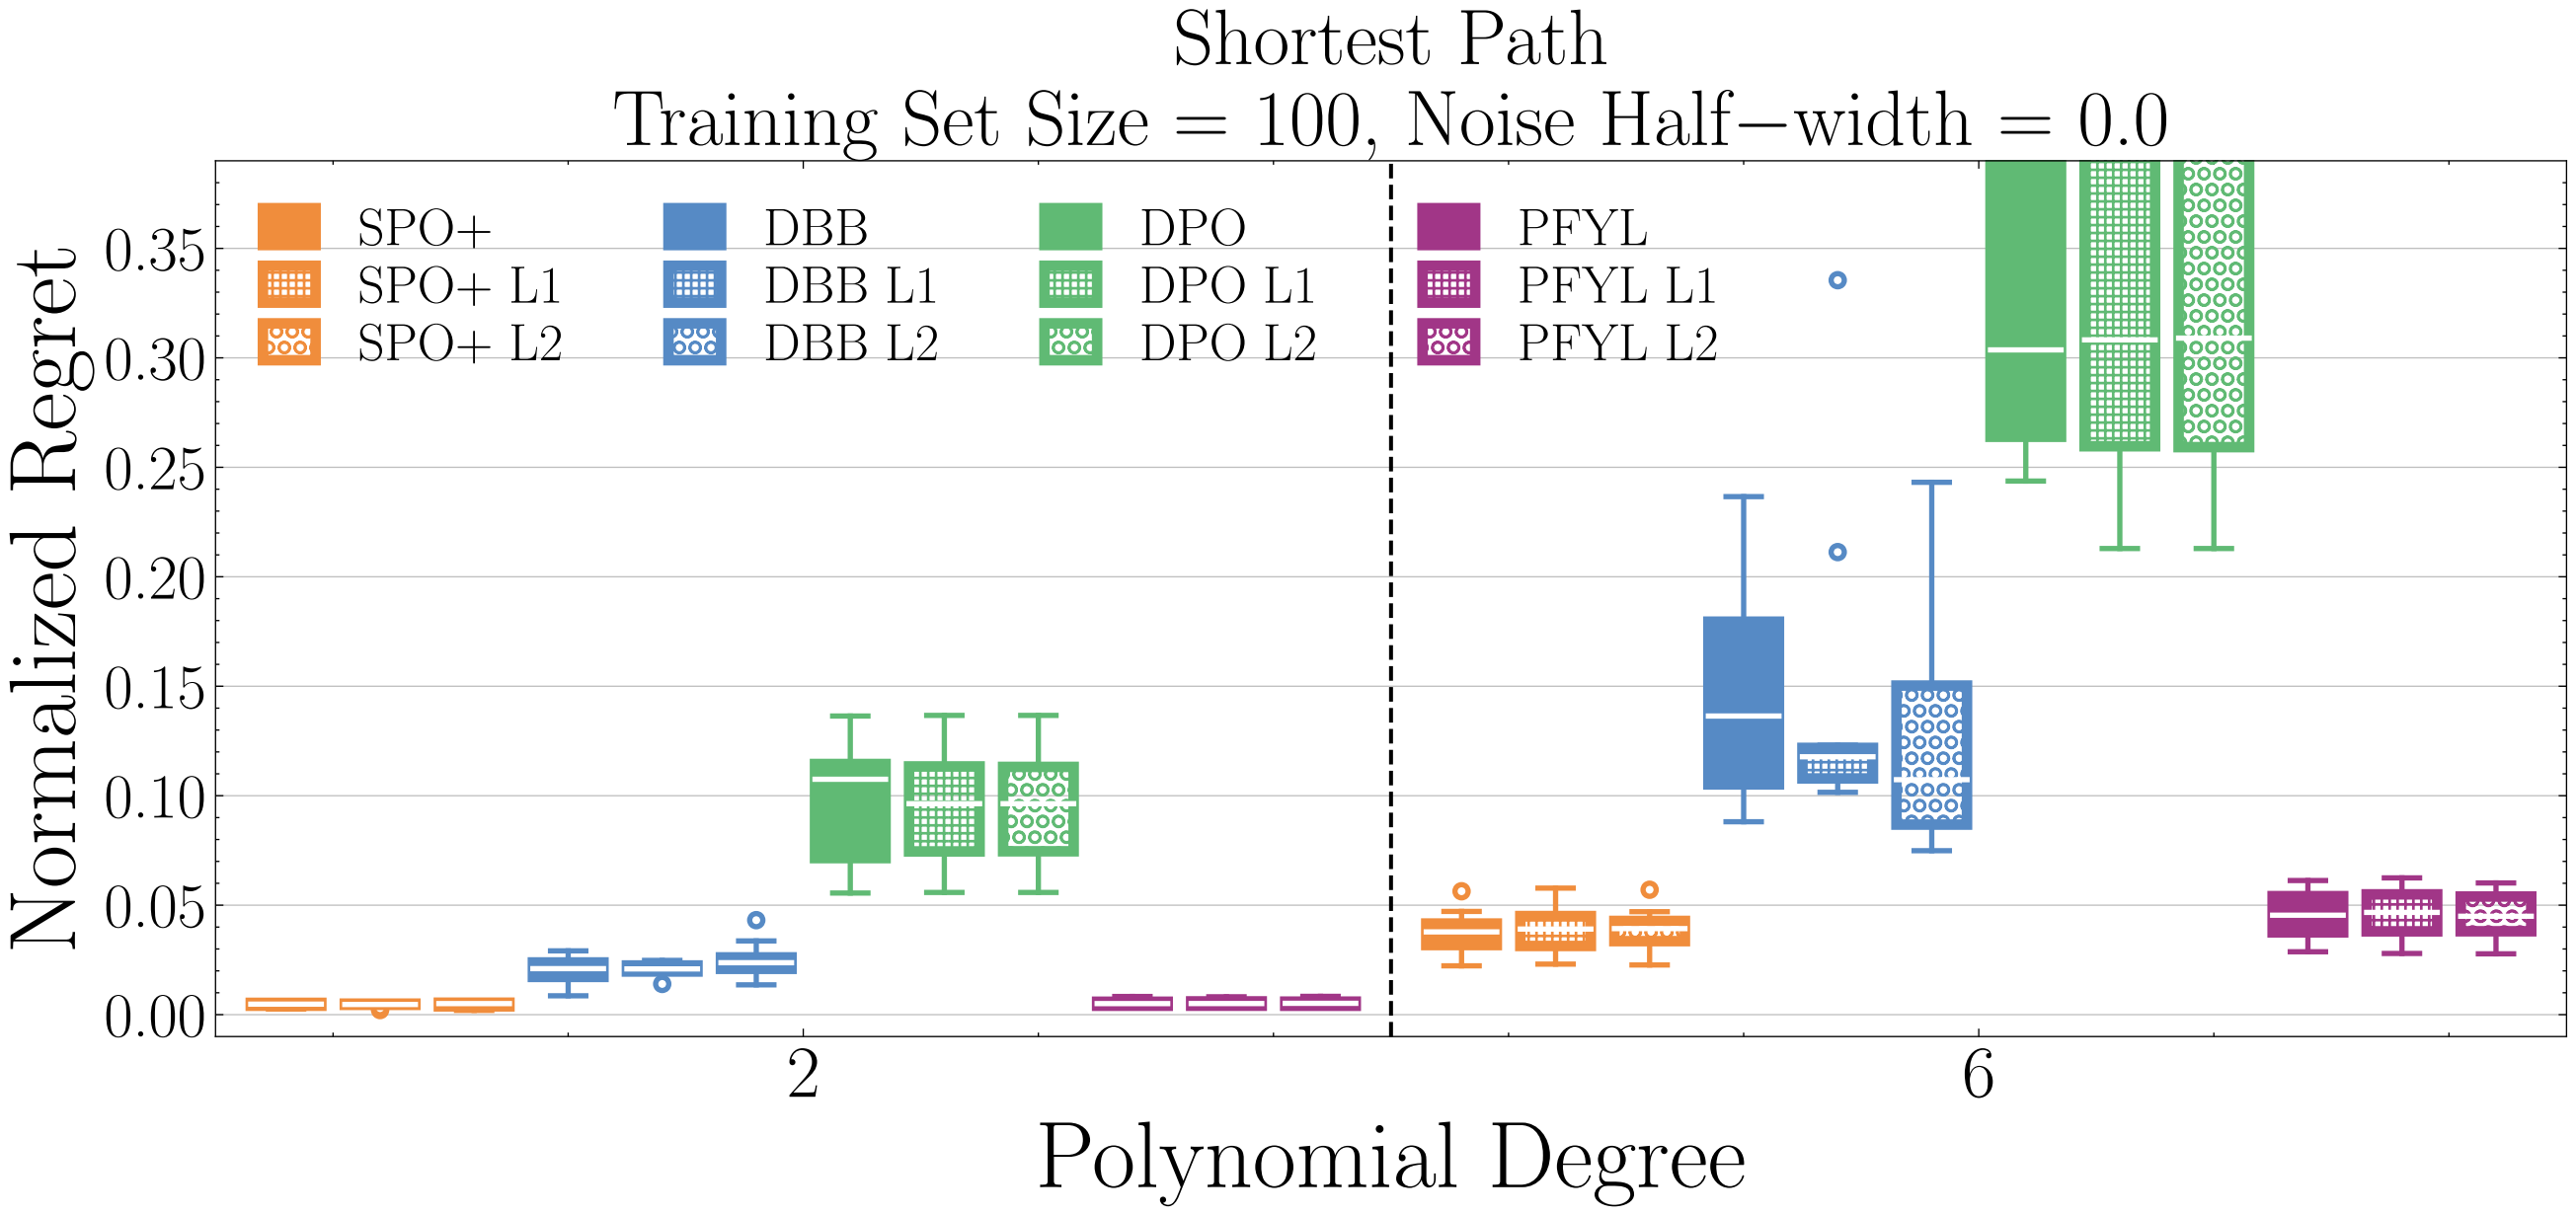 Shortest Path
Training Set Size = 100, Noise Half−width = 0.0
Normalized Regret
0.35
0.30
0.25
0.20
0.15
0.10
0.05
0.00
SPO+ DBB DPO PFYL
SPO+ L1 DBB L1 DPO L1 PFYL L1
SPO+ L2 DBB L2 DPO L2 PFYL L2
2 6
Polynomial Degree